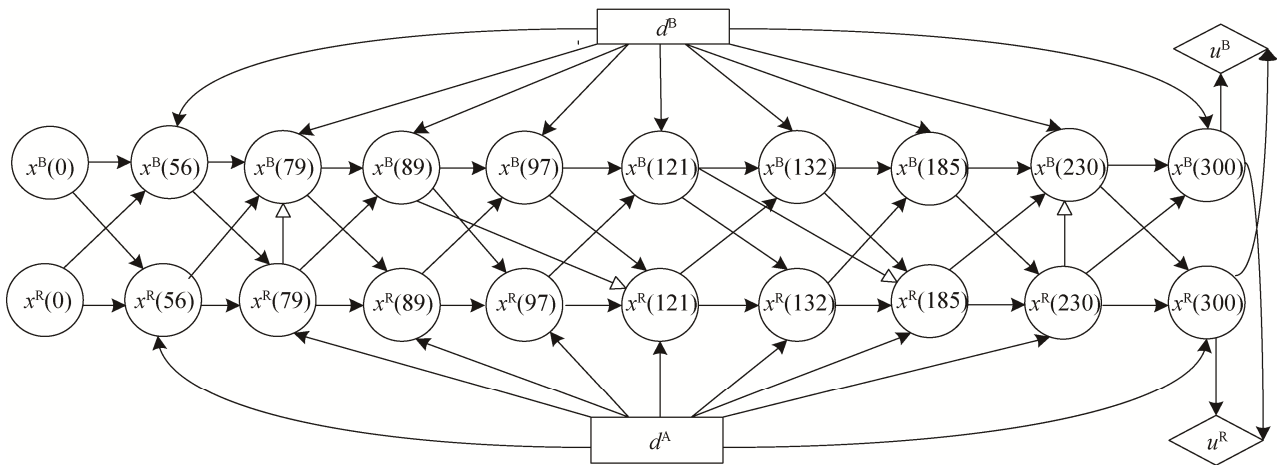 d^B
u^B
x^B(0) x^B(56) x^B(79) x^B(89) x^B(97) x^B(121) x^B(132) x^B(185) x^B(230) x^B(300)
x^R(0) x^R(56) x^R(79) x^R(89) x^R(97) x^R(121) x^R(132) x^R(185) x^R(230) x^R(300)
d^A
u^R